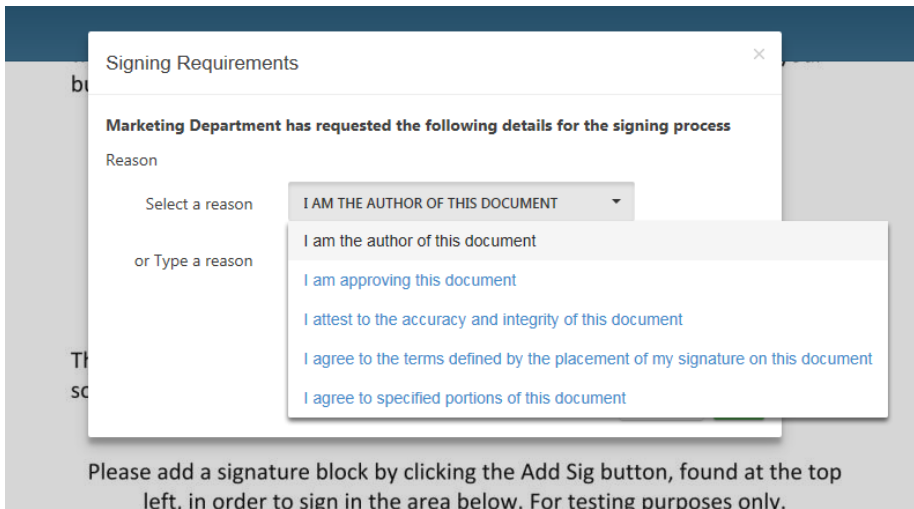 Signing Requirements
×
bu
Marketing Department has requested the following details for the signing process
Reason
Select a reason
I AM THE AUTHOR OF THIS DOCUMENT
I am the author of this document
or Type a reason
I am approving this document
I attest to the accuracy and integrity of this document
Th
I agree to the terms defined by the placement of my signature on this document
sc
I agree to specified portions of this document
Please add a signature block by clicking the Add Sig button, found at the top
left, in order to sign in the area below. For testing purposes only.